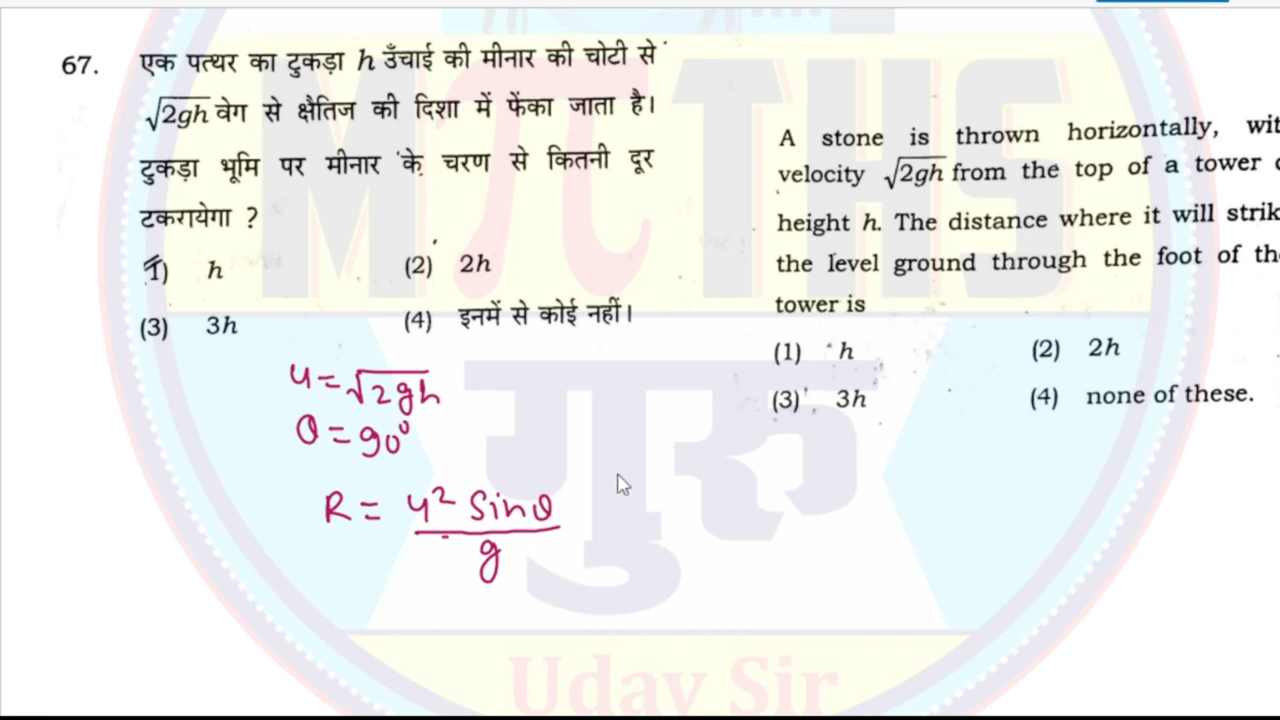 67. एक पत्थर का टुकड़ा h उँचाई की मीनार की चोटी से
√2gh वेग से क्षैतिज की दिशा में फेंका जाता है।
टुकड़ा भूमि पर मीनार के चरण से कितनी दूर
टकरायेगा ?
(1) h (2) 2h
(3) 3h (4) इनमें से कोई नहीं।
A stone is thrown horizontally, wit
velocity √2gh from the top of a tower
height h. The distance where it will strik
the level ground through the foot of th
tower is
(1) h (2) 2h
(3) 3h (4) none of these.
u = √2gh
θ = 90°
R = u² Sinθ
g
MπTHS
गुरु
Uday Sir